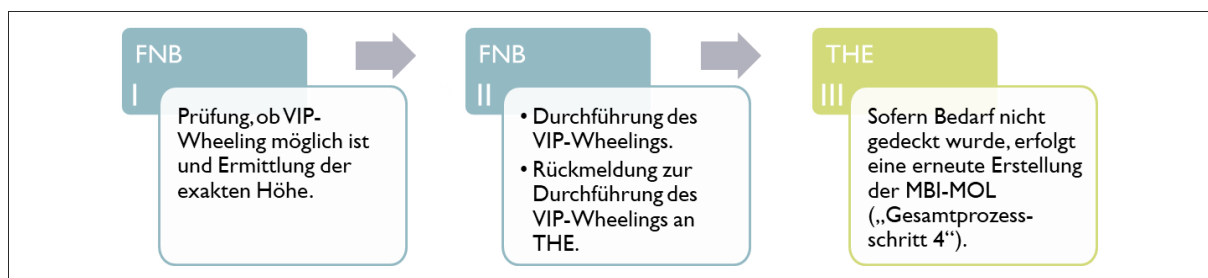 FNB
I
Prüfung, ob VIP-
Wheeling möglich ist
und Ermittlung der
exakten Höhe.
FNB
II
• Durchführung des
VIP-Wheelings.
• Rückmeldung zur
Durchführung des
VIP-Wheelings an
THE.
THE
III
Sofern Bedarf nicht
gedeckt wurde, erfolgt
eine erneute Erstellung
der MBI-MOL
(„Gesamtprozess-
schritt 4“).